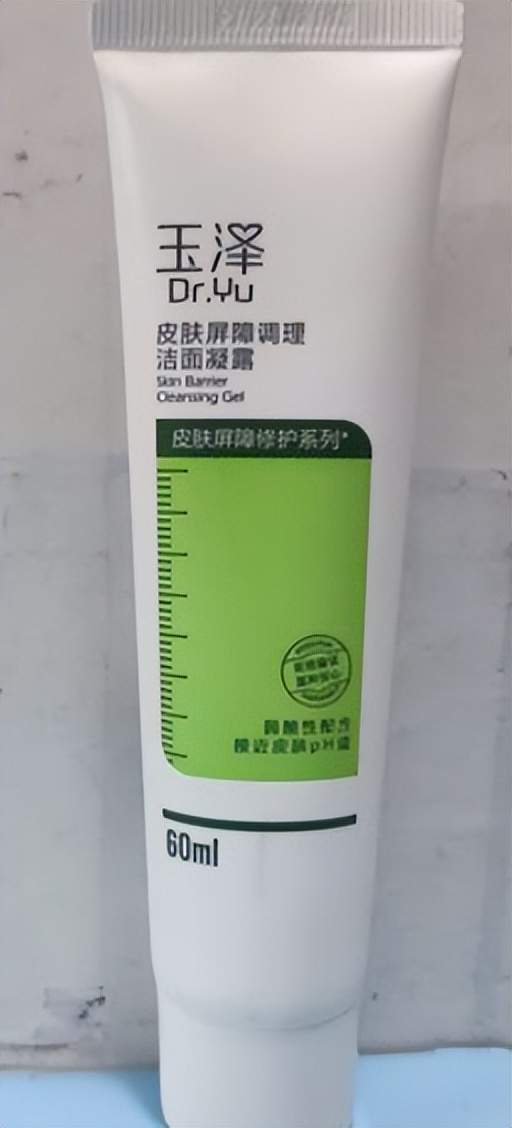 玉泽
Dr.Yu
皮肤屏障调理
洁面凝露
Skin Barrier
Cleansing Gel
皮肤屏障修护系列*
弱酸性配方
接近皮肤pH值
60ml